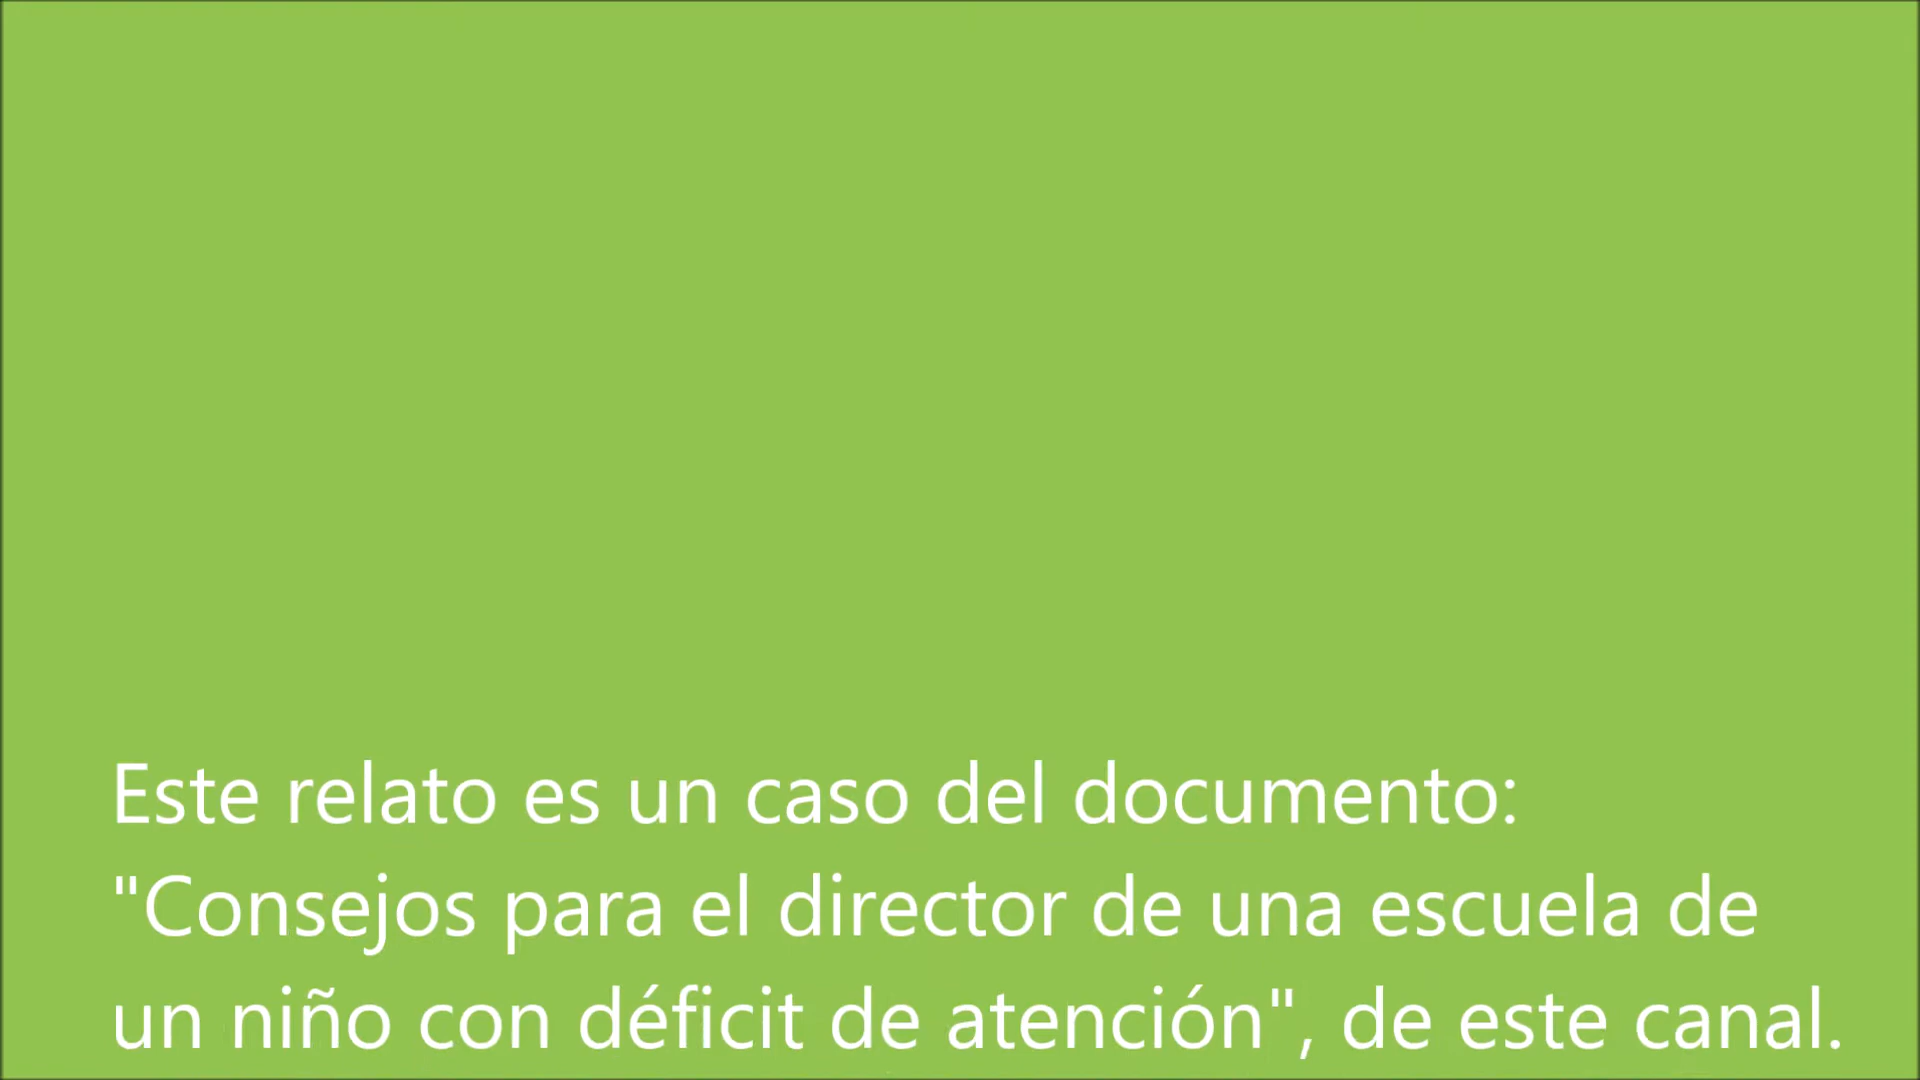 Este relato es un caso del documento:
"Consejos para el director de una escuela de
un niño con déficit de atención", de este canal.